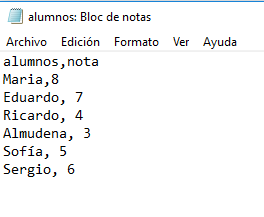 alumnos: Bloc de notas
Archivo Edición Formato Ver Ayuda
alumnos,nota
Maria,8
Eduardo, 7
Ricardo, 4
Almudena, 3
Sofía, 5
Sergio, 6